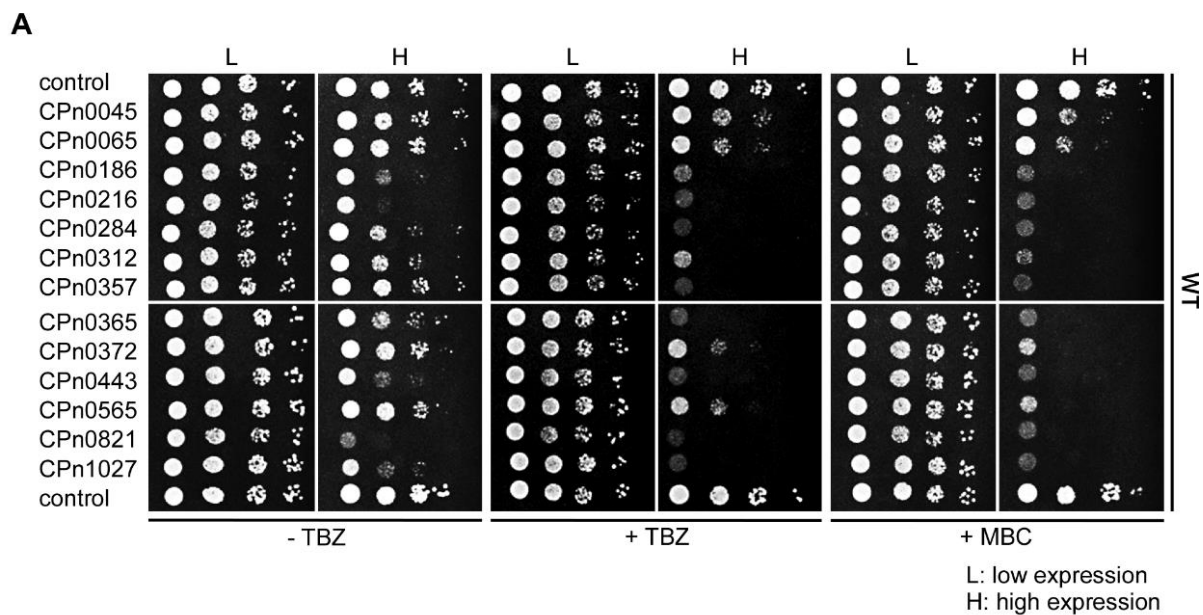 A
L H L H L H
control
CPn0045
CPn0065
CPn0186
CPn0216
CPn0284
CPn0312
CPn0357
CPn0365
CPn0372
CPn0443
CPn0565
CPn0821
CPn1027
control
WT
- TBZ + TBZ + MBC
L: low expression
H: high expression